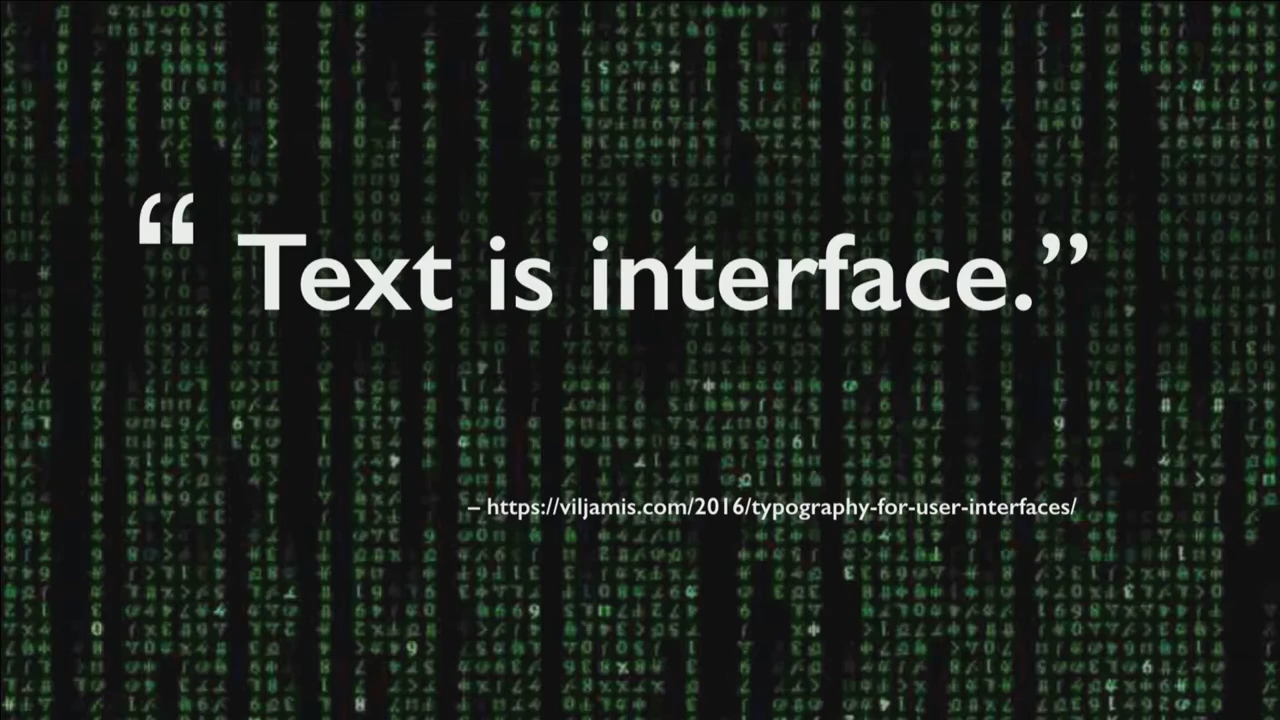 “ Text is interface.”
– https://viljamis.com/2016/typography-for-user-interfaces/